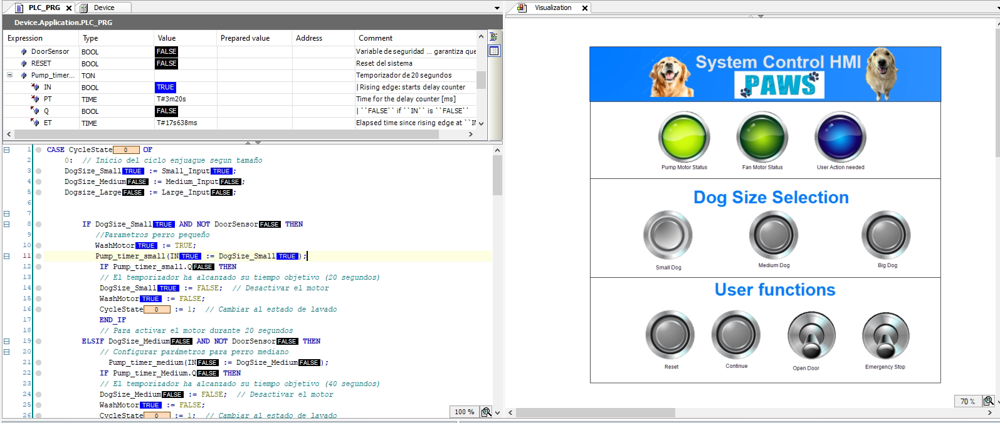 PLC_PRG
Device
Device.Application.PLC_PRG
Expression Type Value Prepared value Address Comment
DoorSensor BOOL FALSE Variable de seguridad ... garantiza que
RESET BOOL FALSE Reset del sistema
Pump_timer... TON Temporizador de 20 segundos
IN BOOL TRUE | Rising edge: starts delay counter
PT TIME T#3m20s Time for the delay counter [ms]
Q BOOL FALSE | ``FALSE`` if ``IN`` is ``FALSE``
ET TIME T#17s638ms Elapsed time since rising edge at ``IN
1 CASE CycleState 0 OF
2 0: // Inicio del ciclo enjuague segun tamaño
3 DogSize_Small TRUE := Small_Input TRUE ;
4 DogSize_Medium FALSE := Medium_Input FALSE ;
5 Dogsize_Large FALSE := Large_Input FALSE ;
6
7
8 IF DogSize_Small TRUE AND NOT DoorSensor FALSE THEN
9 //Parametros perro pequeño
10 WashMotor TRUE := TRUE;
11 Pump_timer_small(IN TRUE := DogSize_Small TRUE );
12 IF Pump_timer_small.Q FALSE THEN
13 // El temporizador ha alcanzado su tiempo objetivo (20 segundos)
14 DogSize_Small TRUE := FALSE; // Desactivar el motor
15 WashMotor TRUE := FALSE;
16 CycleState 0 := 1; // Cambiar al estado de lavado
17 END_IF
18 // Para activar el motor durante 20 segundos
19 ELSIF DogSize_Medium FALSE AND NOT DoorSensor FALSE THEN
20 // Configurar parámetros para perro mediano
21 Pump_timer_medium(IN FALSE := DogSize_Medium FALSE );
22 IF Pump_timer_Medium.Q FALSE THEN
23 // El temporizador ha alcanzado su tiempo objetivo (40 segundos)
24 DogSize_Medium FALSE := FALSE; // Desactivar el motor
25 WashMotor TRUE := FALSE;
26 CycleState 0 := 1; // Cambiar al estado de lavado
100 %
Visualization
System Control HMI
PAWS
Pump Motor Status Fan Motor Status User Action needed
Dog Size Selection
Small Dog Medium Dog Big Dog
User functions
Reset Continue Open Door Emergency Stop
70 %